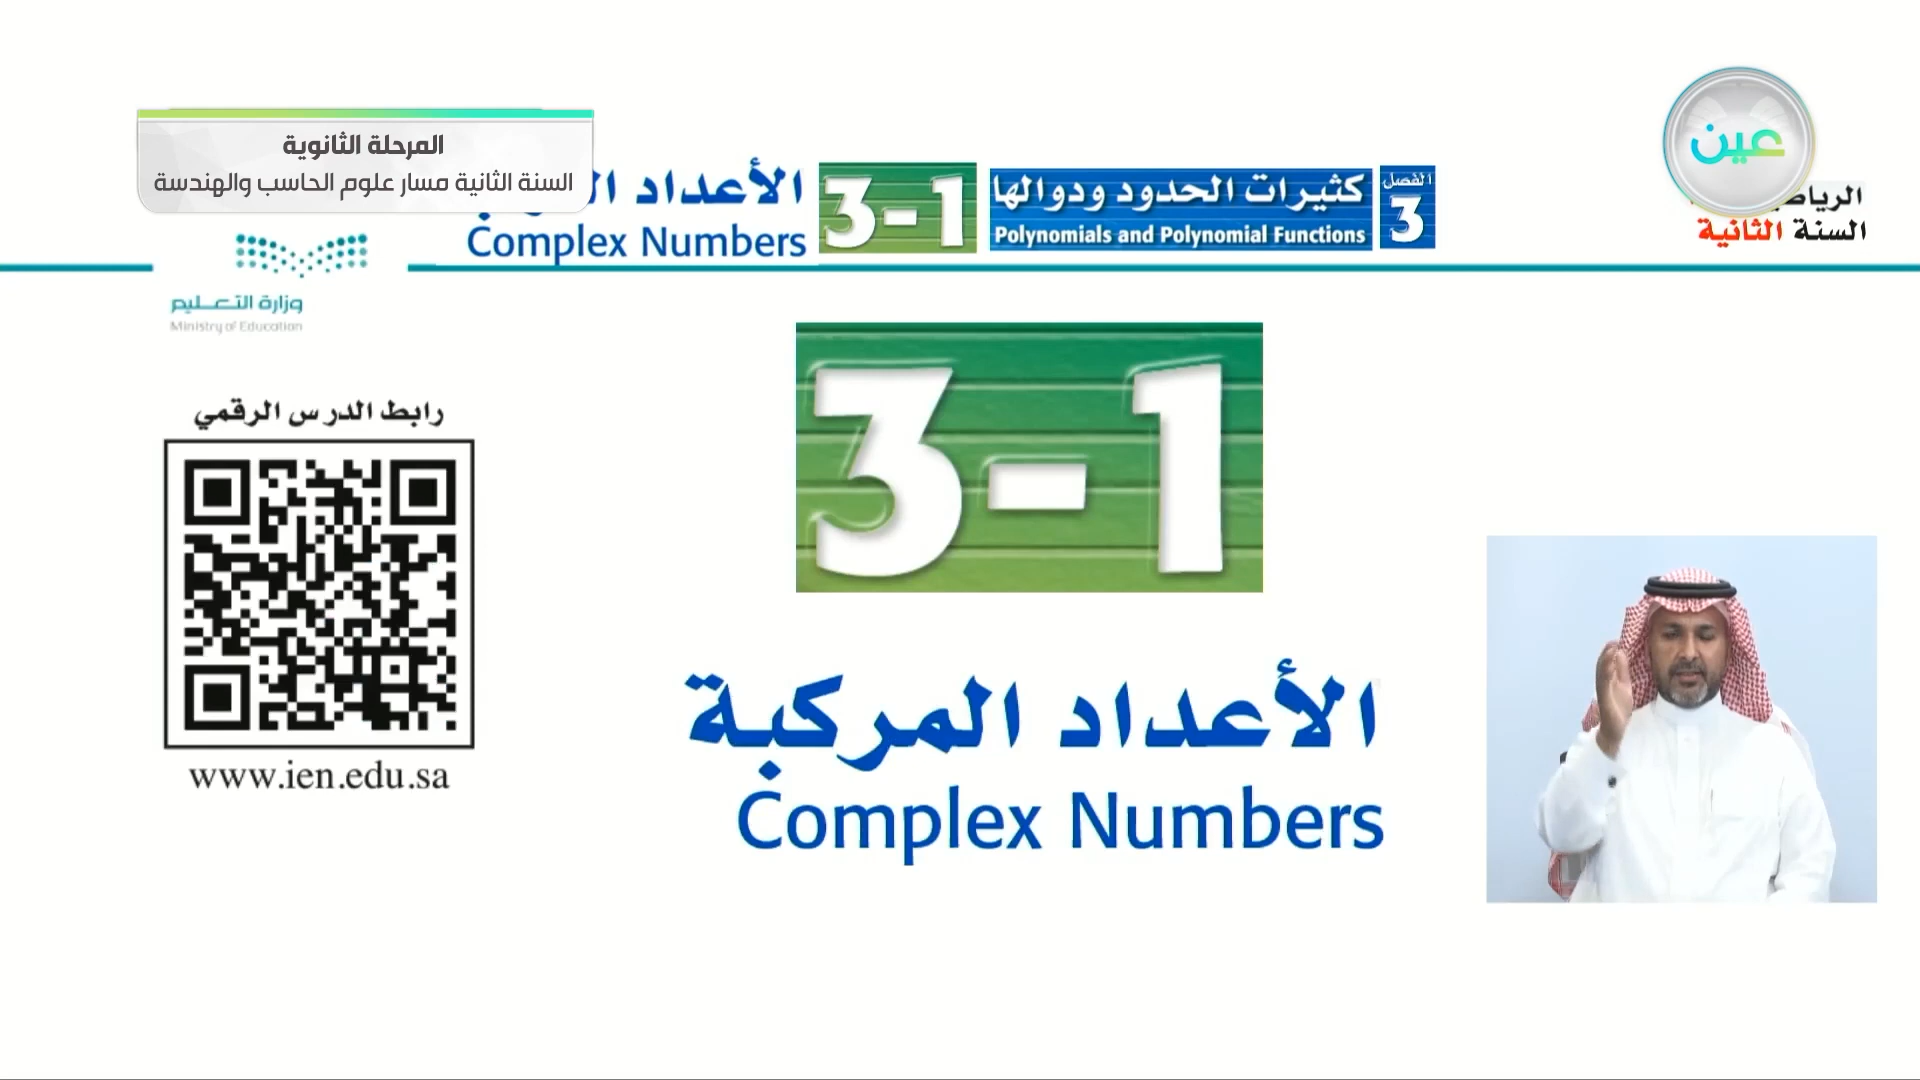 المرحلة الثانوية
السنة الثانية مسار علوم الحاسب والهندسة
عين
السنة الثانية
الفصل
3
كثيرات الحدود ودوالها
Polynomials and Polynomial Functions
3-1
الأعداد
Complex Numbers
وزارة التعليم
Ministry of Education
رابط الدرس الرقمي
www.ien.edu.sa
3-1
الأعداد المركبة
Complex Numbers